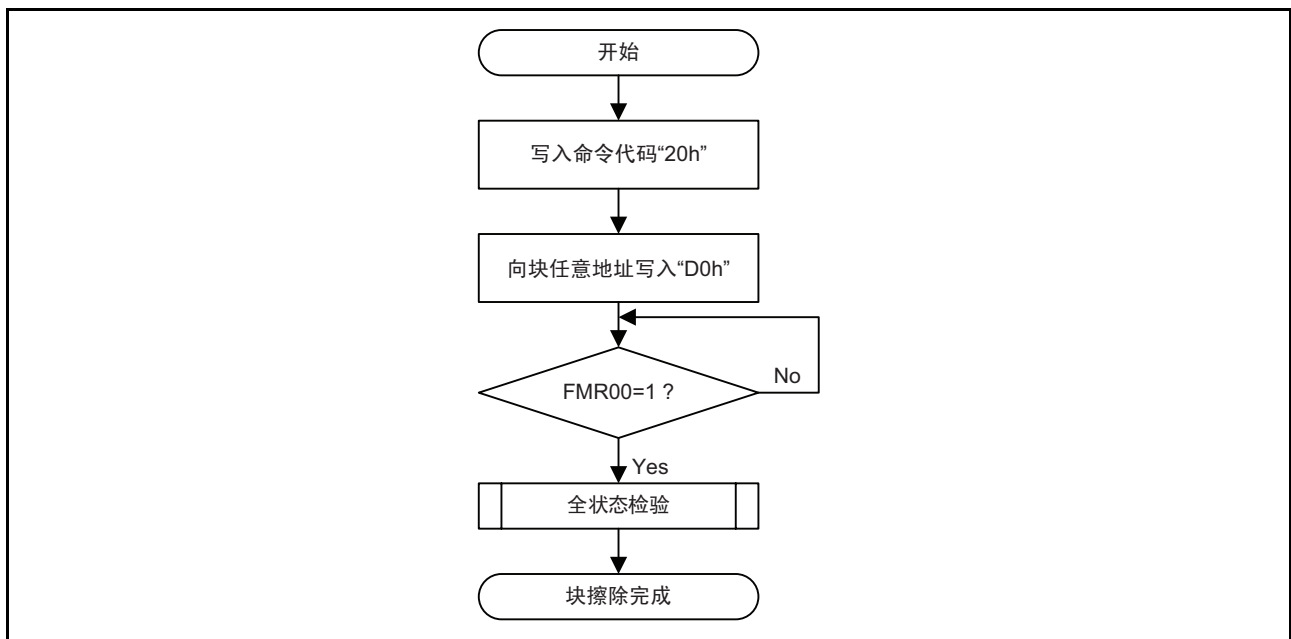 开始
写入命令代码“20h”
向块任意地址写入“D0h”
FMR00=1？
No
Yes
全状态检验
块擦除完成